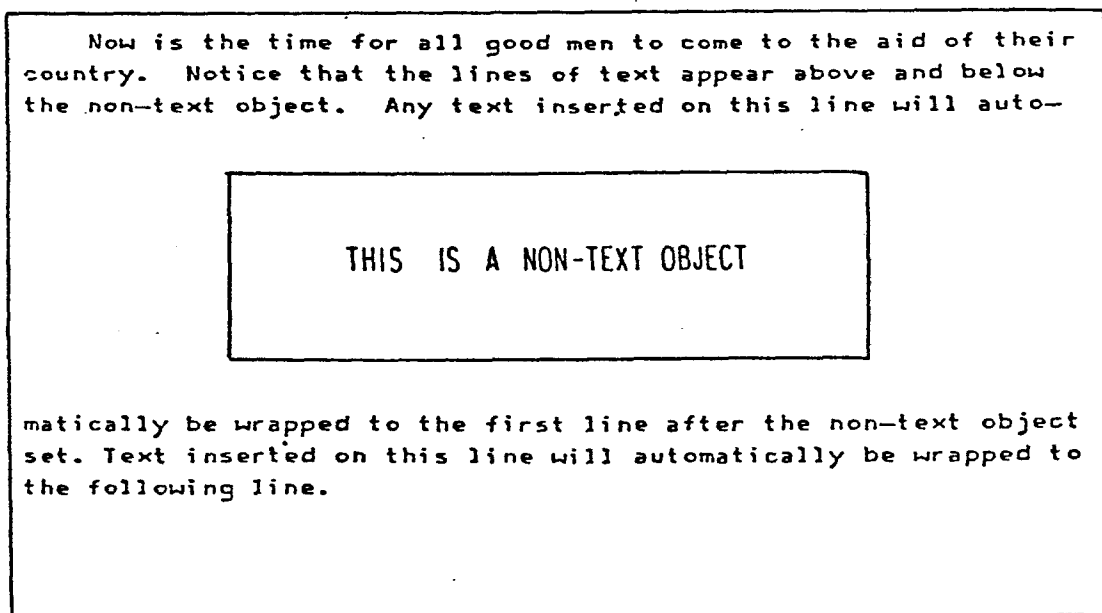 Now is the time for all good men to come to the aid of their
country. Notice that the lines of text appear above and below
the non-text object. Any text inserted on this line will auto-
THIS IS A NON-TEXT OBJECT
matically be wrapped to the first line after the non-text object
set. Text inserted on this line will automatically be wrapped to
the following line.